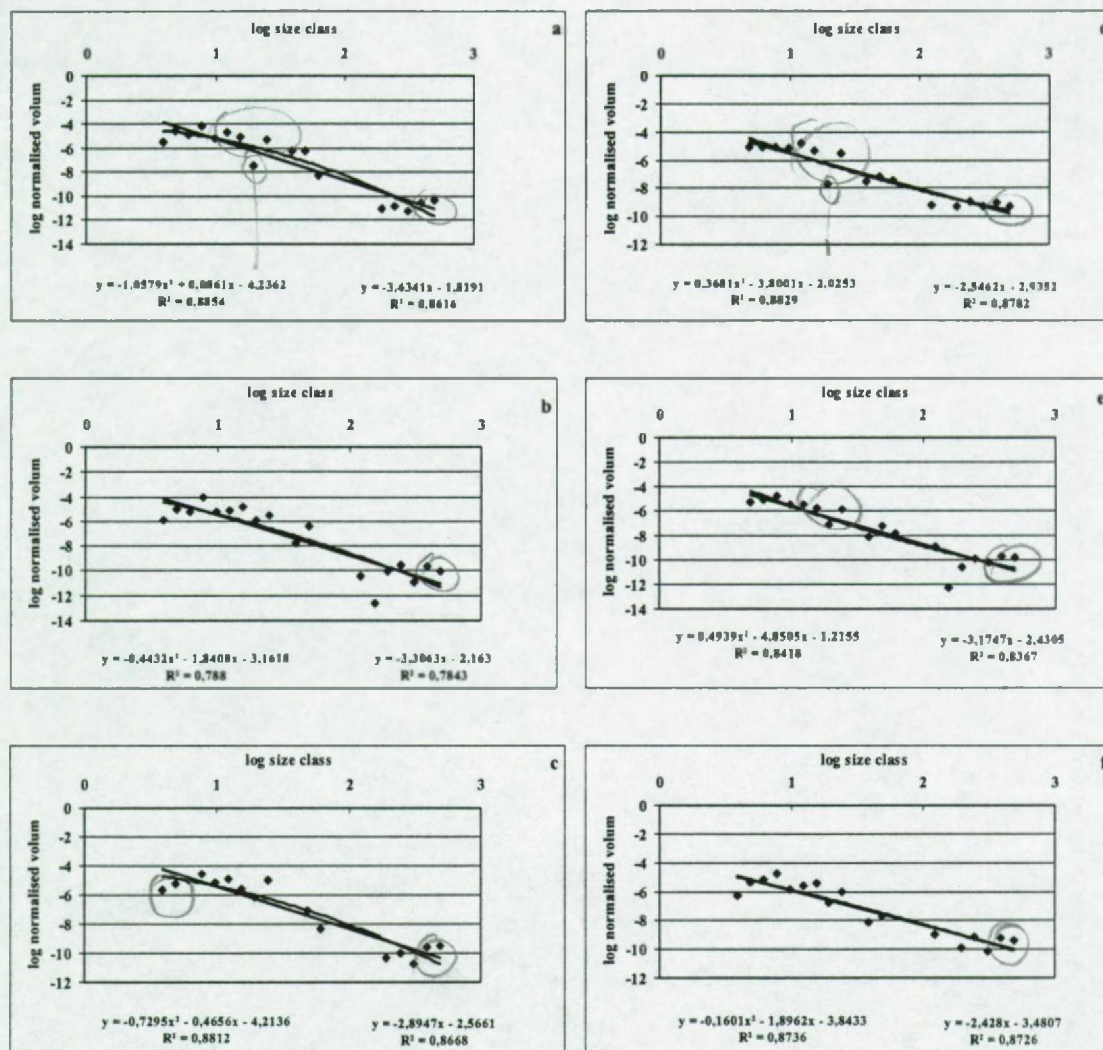 log size class
a
0 1 2 3
log normalised volum
0
-2
-4
-6
-8
-10
-12
-14
y = -1,0579x² + 0,0861x - 4,2362
R² = 0,8854
y = -3,4341x - 1,8191
R² = 0,8616
log size class
0 1 2 3
log normalised volum
0
-2
-4
-6
-8
-10
-12
y = 0,3681x² - 3,8001x - 2,0253
R² = 0,8829
y = -2,5462x - 2,9352
R² = 0,8782
log size class
b
0 1 2 3
log normalised volum
0
-2
-4
-6
-8
-10
-12
-14
y = -0,4432x² - 1,8408x - 3,1618
R² = 0,788
y = -3,3063x - 2,163
R² = 0,7843
log size class
e
0 1 2 3
log normalised volum
0
-2
-4
-6
-8
-10
-12
-14
y = 0,4939x² - 4,8505x - 1,2155
R² = 0,8418
y = -3,1747x - 2,4305
R² = 0,8367
log size class
c
0 1 2 3
log normalised volum
0
-2
-4
-6
-8
-10
-12
y = -0,7295x² - 0,4656x - 4,2136
R² = 0,8812
y = -2,8947x - 2,5661
R² = 0,8668
log size class
0 1 2 3
log normalised volum
0
-2
-4
-6
-8
-10
-12
y = -0,1601x² - 1,8962x - 3,8433
R² = 0,8736
y = -2,428x - 3,4807
R² = 0,8726